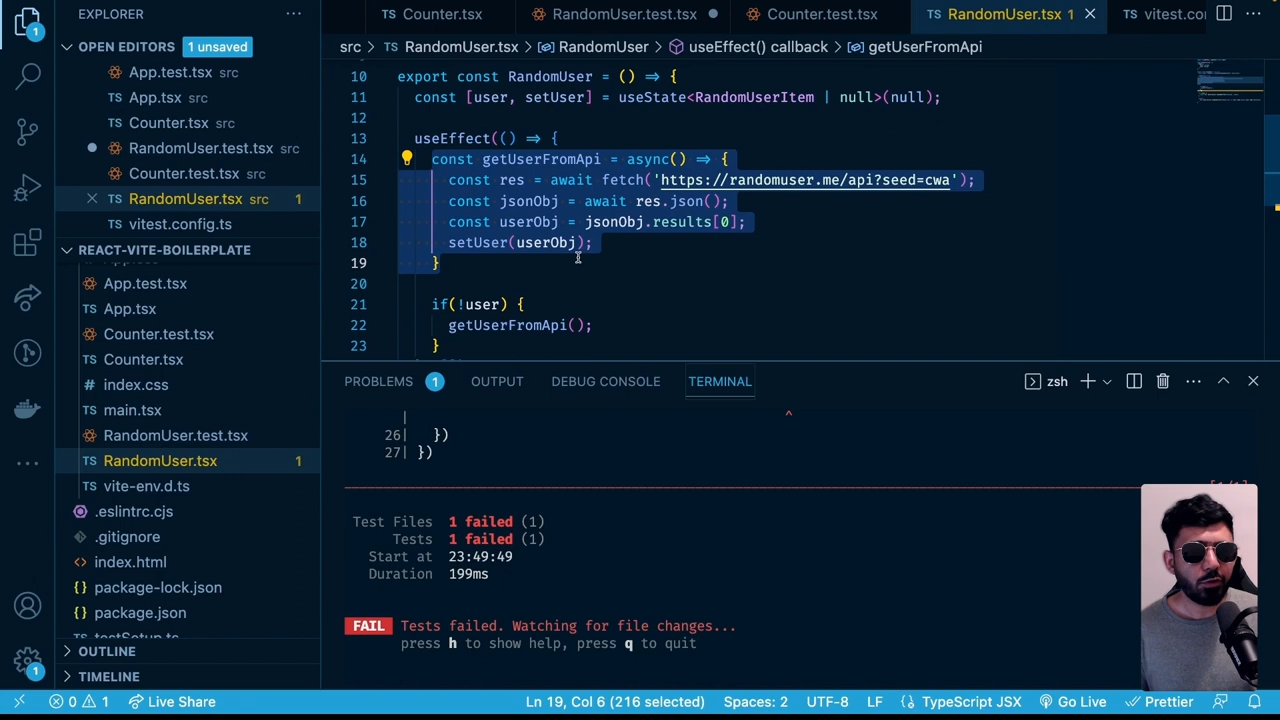 EXPLORER
OPEN EDITORS 1 unsaved
App.test.tsx src
App.tsx src
Counter.tsx src
RandomUser.test.tsx src
Counter.test.tsx src
RandomUser.tsx src 1
vitest.config.ts
REACT-VITE-BOILERPLATE
App.test.tsx
App.tsx
Counter.test.tsx
Counter.tsx
index.css
main.tsx
RandomUser.test.tsx
RandomUser.tsx 1
vite-env.d.ts
.eslintrc.cjs
.gitignore
index.html
package-lock.json
package.json
testSetup.ts
OUTLINE
TIMELINE
Counter.tsx RandomUser.test.tsx Counter.test.tsx RandomUser.tsx 1 vitest.co
src > RandomUser.tsx > RandomUser > useEffect() callback > getUserFromApi
10 export const RandomUser = () => {
11 const [user, setUser] = useState<RandomUserItem | null>(null);
12
13 useEffect(() => {
14 const getUserFromApi = async() => {
15 const res = await fetch('https://randomuser.me/api?seed=cwa');
16 const jsonObj = await res.json();
17 const userObj = jsonObj.results[0];
18 setUser(userObj);
19 }
20
21 if(!user) {
22 getUserFromApi();
23 }
PROBLEMS 1 OUTPUT DEBUG CONSOLE TERMINAL zsh
| ^
26| })
27| })
Test Files 1 failed (1)
Tests 1 failed (1)
Start at 23:49:49
Duration 199ms
FAIL Tests failed. Watching for file changes...
press h to show help, press q to quit
0 1 Live Share Ln 19, Col 6 (216 selected) Spaces: 2 UTF-8 LF {} TypeScript JSX Go Live Prettier